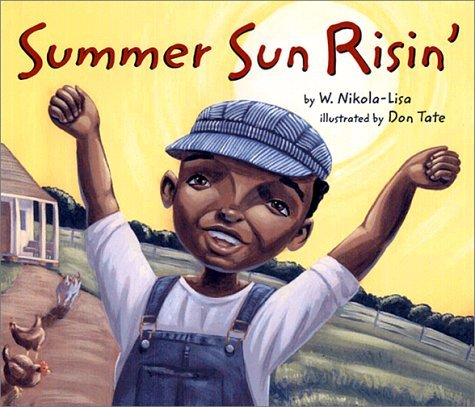 Summer Sun Risin'
by W. Nikola-Lisa
illustrated by Don Tate